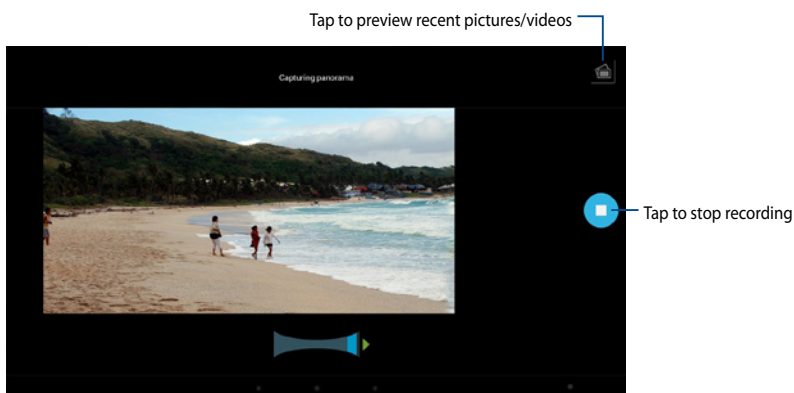 Tap to preview recent pictures/videos
Capturing panorama
Tap to stop recording